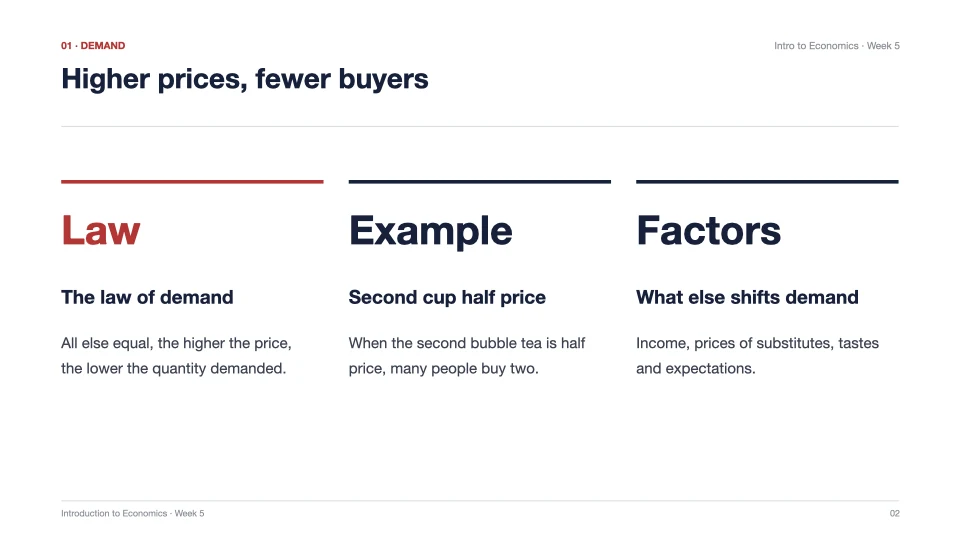 01 · DEMAND
Intro to Economics · Week 5
Higher prices, fewer buyers
Law
The law of demand
All else equal, the higher the price,
the lower the quantity demanded.
Example
Second cup half price
When the second bubble tea is half
price, many people buy two.
Factors
What else shifts demand
Income, prices of substitutes, tastes
and expectations.
Introduction to Economics · Week 5
02